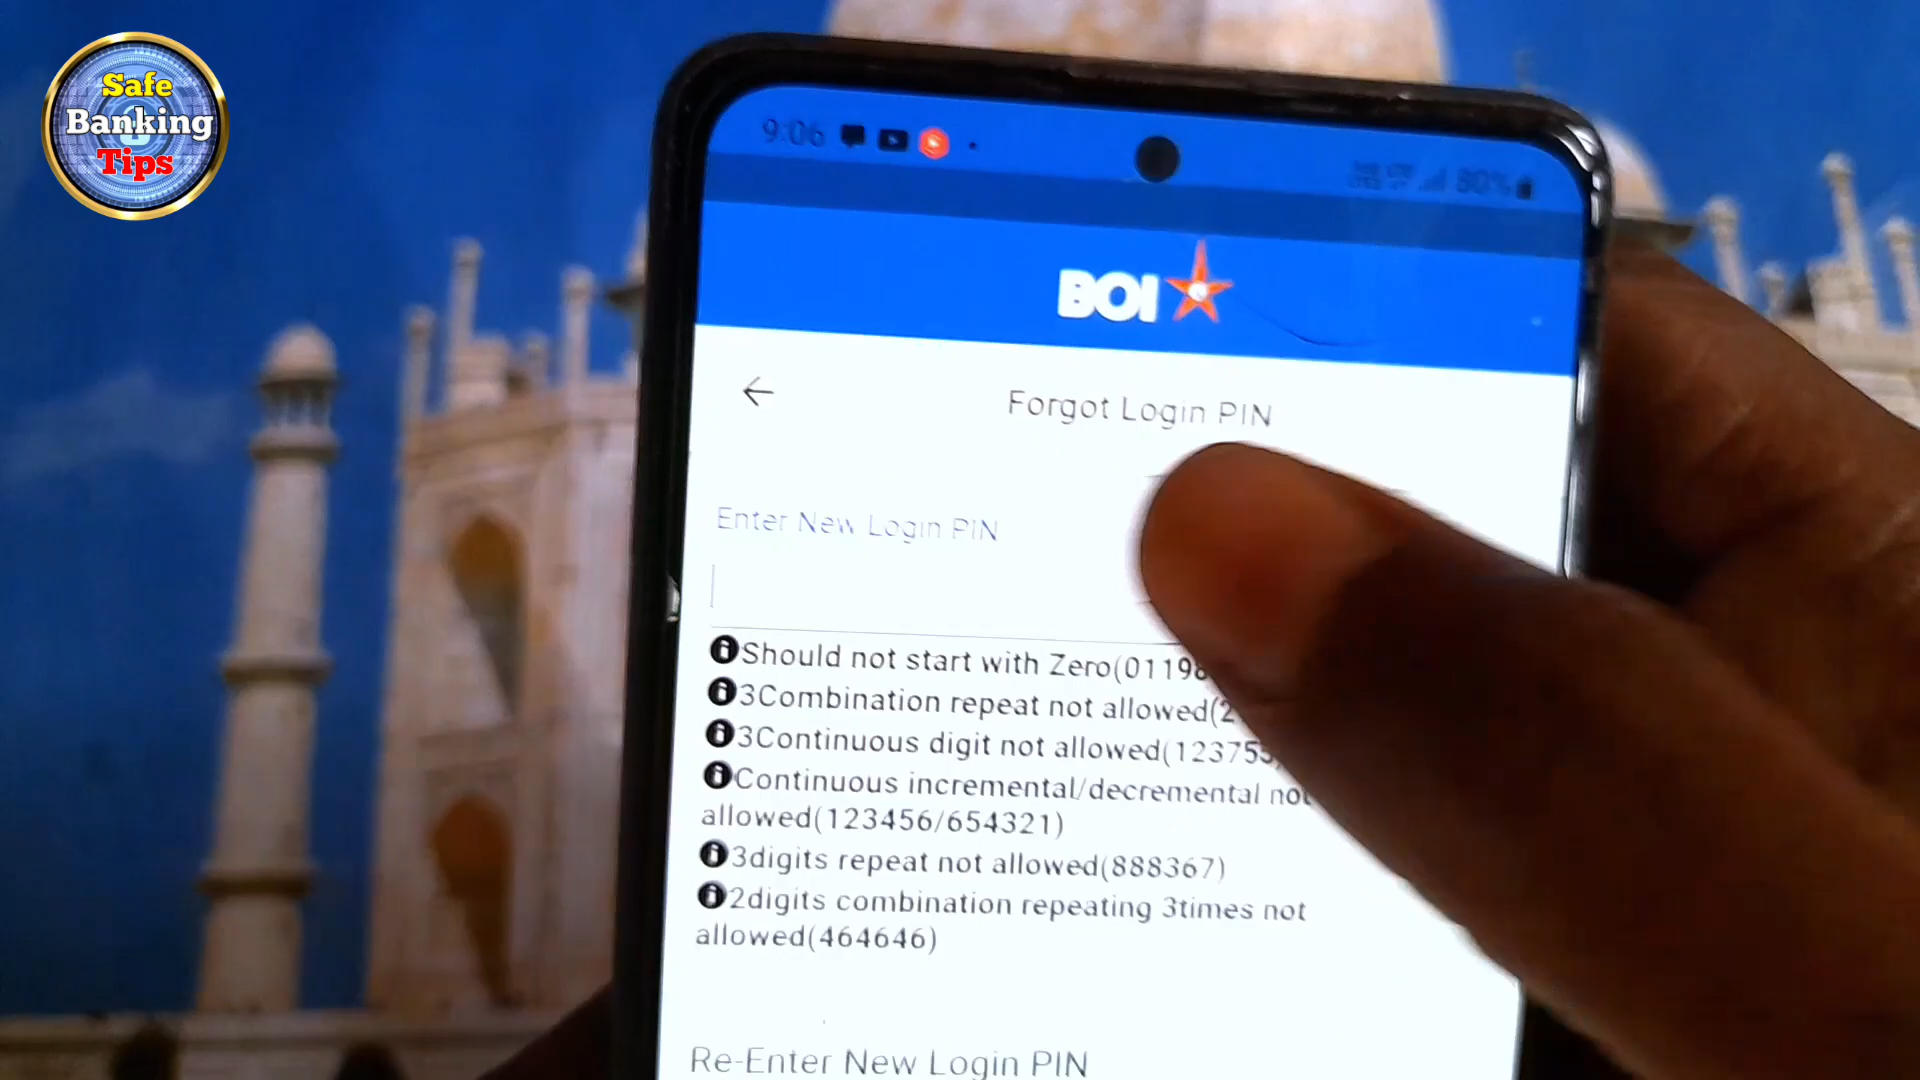 Safe
Banking
Tips
9:06
80%
BOI
Forgot Login PIN
Enter New Login PIN
Should not start with Zero(0119
3Combination repeat not allowed(2
3Continuous digit not allowed(12375
Continuous incremental/decremental not
allowed(123456/654321)
3digits repeat not allowed(888367)
2digits combination repeating 3times not
allowed(464646)
Re-Enter New Login PIN